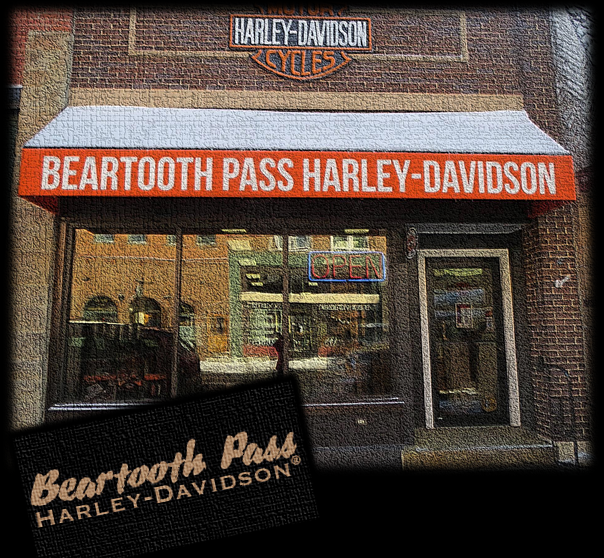 MOTOR
HARLEY-DAVIDSON
CYCLES
BEARTOOTH PASS HARLEY-DAVIDSON
OPEN
Beartooth Pass
HARLEY-DAVIDSON®